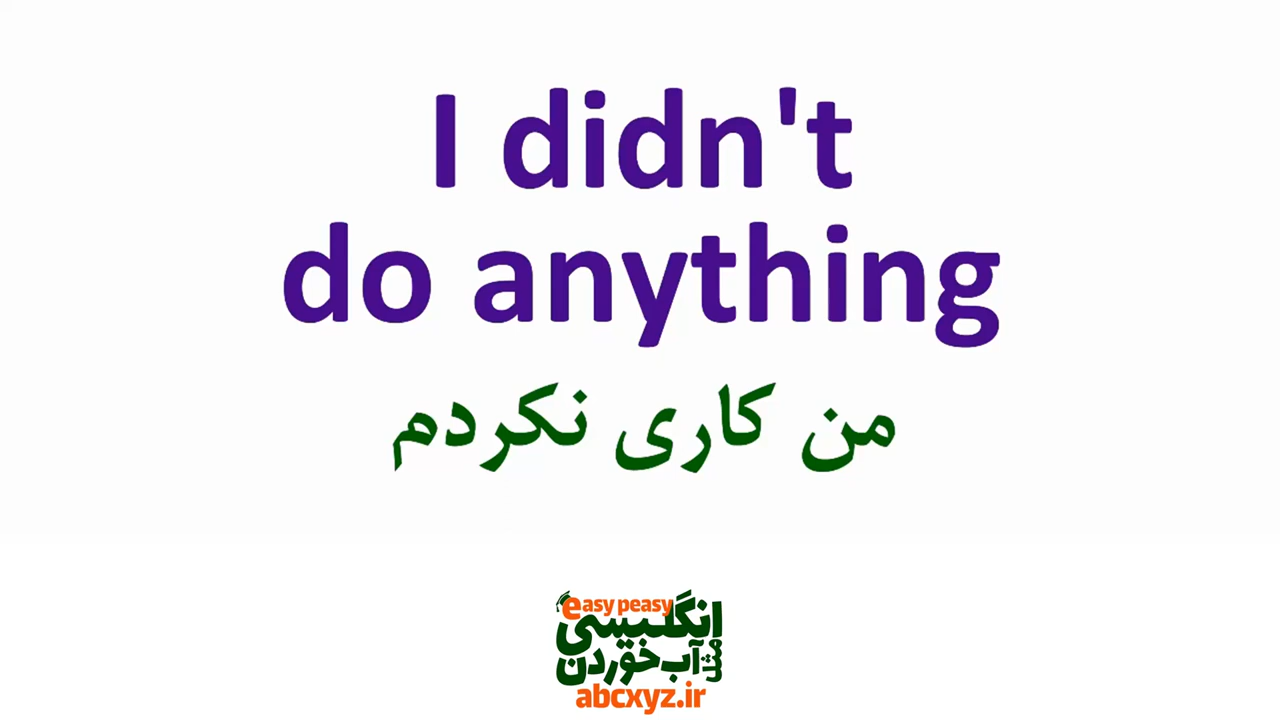 I didn't
do anything
من کاری نکردم
easy peasy
انگلیسی
مثل
آب خوردن
abcxyz.ir